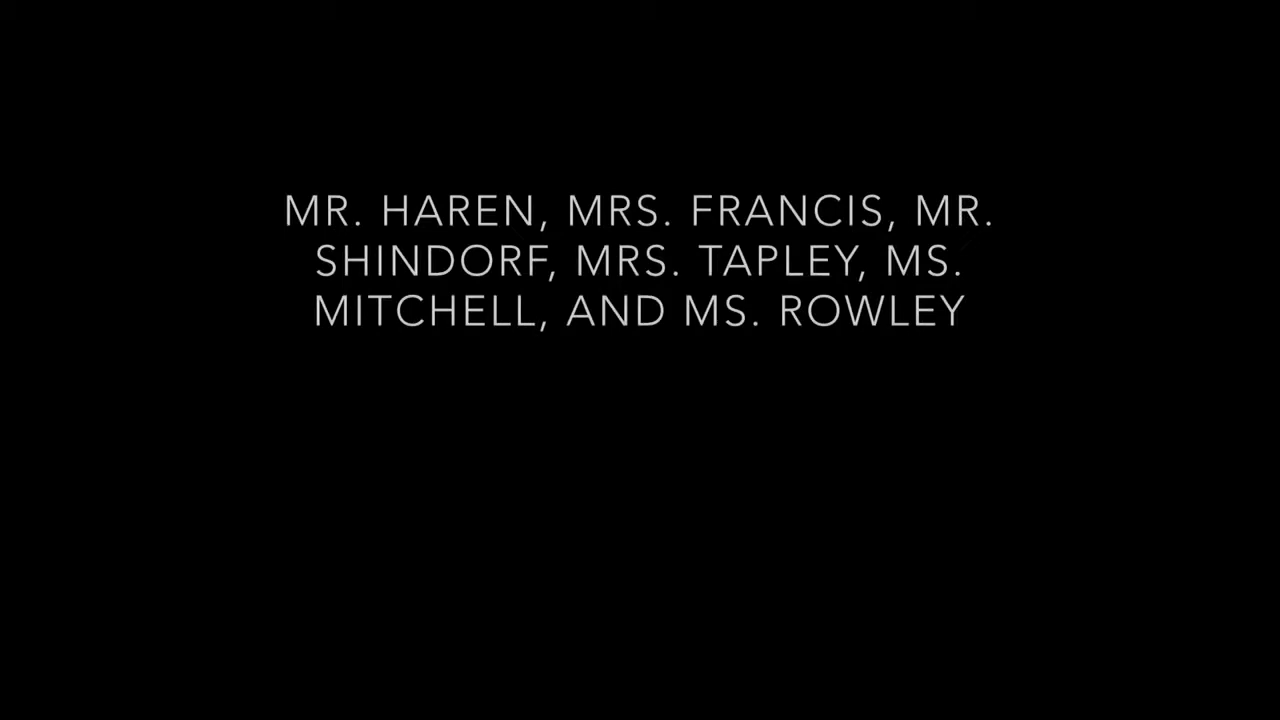 MR. HAREN, MRS. FRANCIS, MR.
SHINDORF, MRS. TAPLEY, MS.
MITCHELL, AND MS. ROWLEY